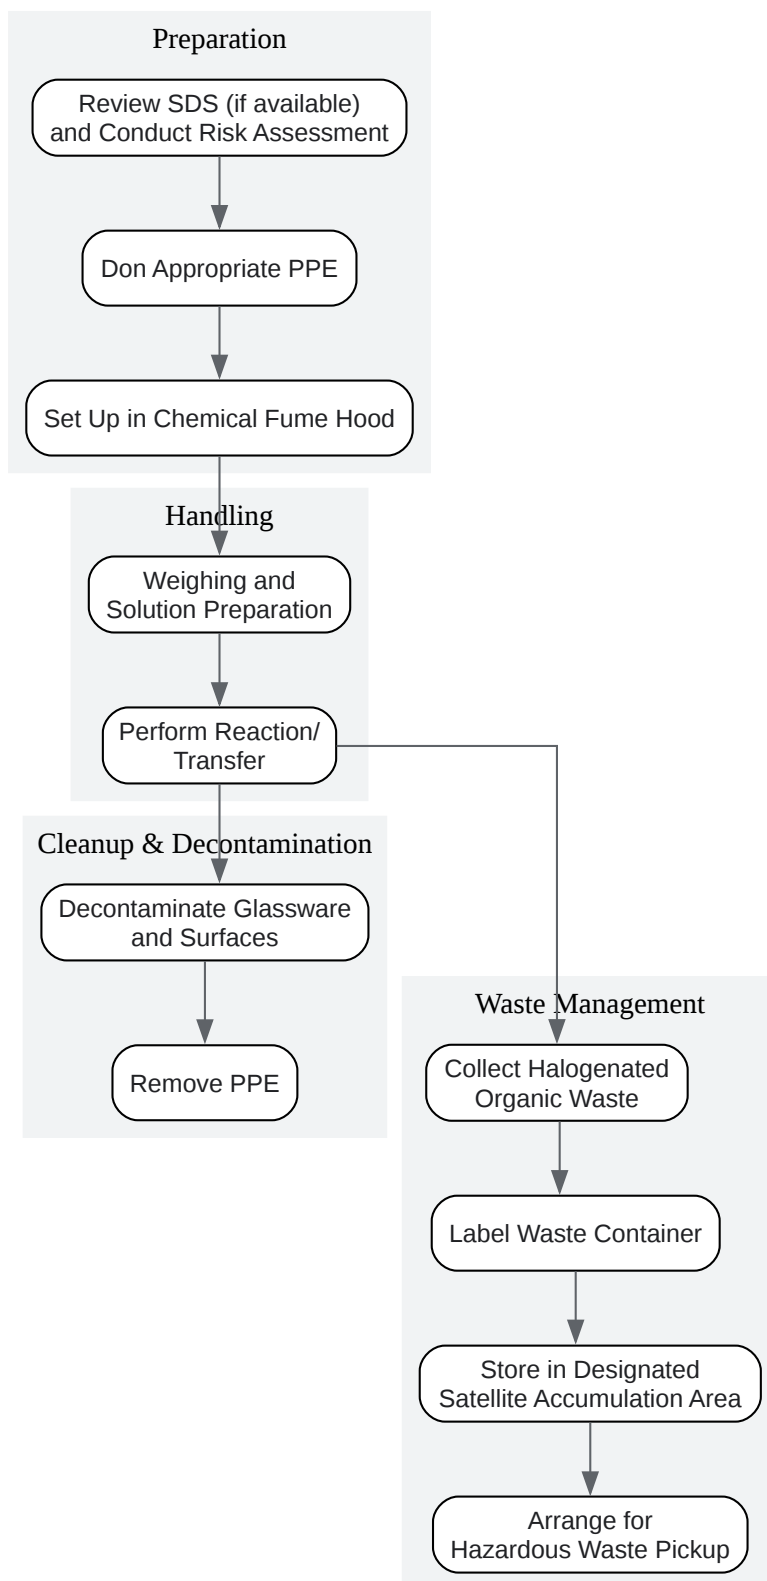 Preparation
Review SDS (if available)
and Conduct Risk Assessment
Don Appropriate PPE
Set Up in Chemical Fume Hood
Handling
Weighing and
Solution Preparation
Perform Reaction/
Transfer
Cleanup & Decontamination
Decontaminate Glassware
and Surfaces
Remove PPE
Waste Management
Collect Halogenated
Organic Waste
Label Waste Container
Store in Designated
Satellite Accumulation Area
Arrange for
Hazardous Waste Pickup